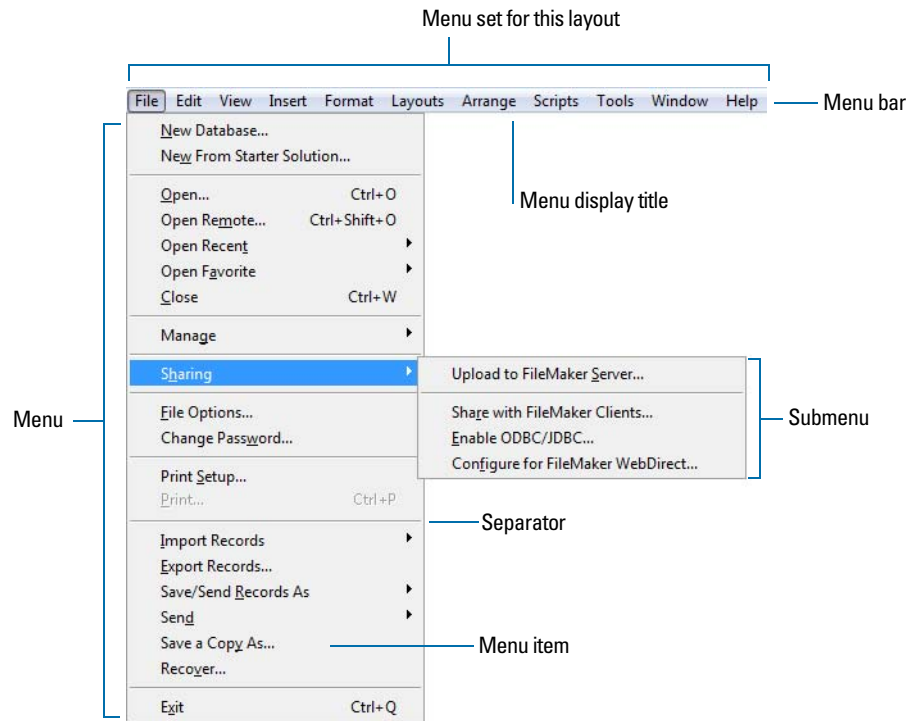 Menu set for this layout
File Edit View Insert Format Layouts Arrange Scripts Tools Window Help
Menu bar
New Database...
New From Starter Solution...
Open... Ctrl+O
Menu display title
Open Remote... Ctrl+Shift+O
Open Recent
Open Favorite
Close Ctrl+W
Manage
Sharing
Upload to FileMaker Server...
Share with FileMaker Clients...
Enable ODBC/JDBC...
Configure for FileMaker WebDirect...
Submenu
Menu
File Options...
Change Password...
Print Setup...
Print... Ctrl+P
Separator
Import Records
Export Records...
Save/Send Records As
Send
Save a Copy As...
Menu item
Recover...
Exit Ctrl+Q